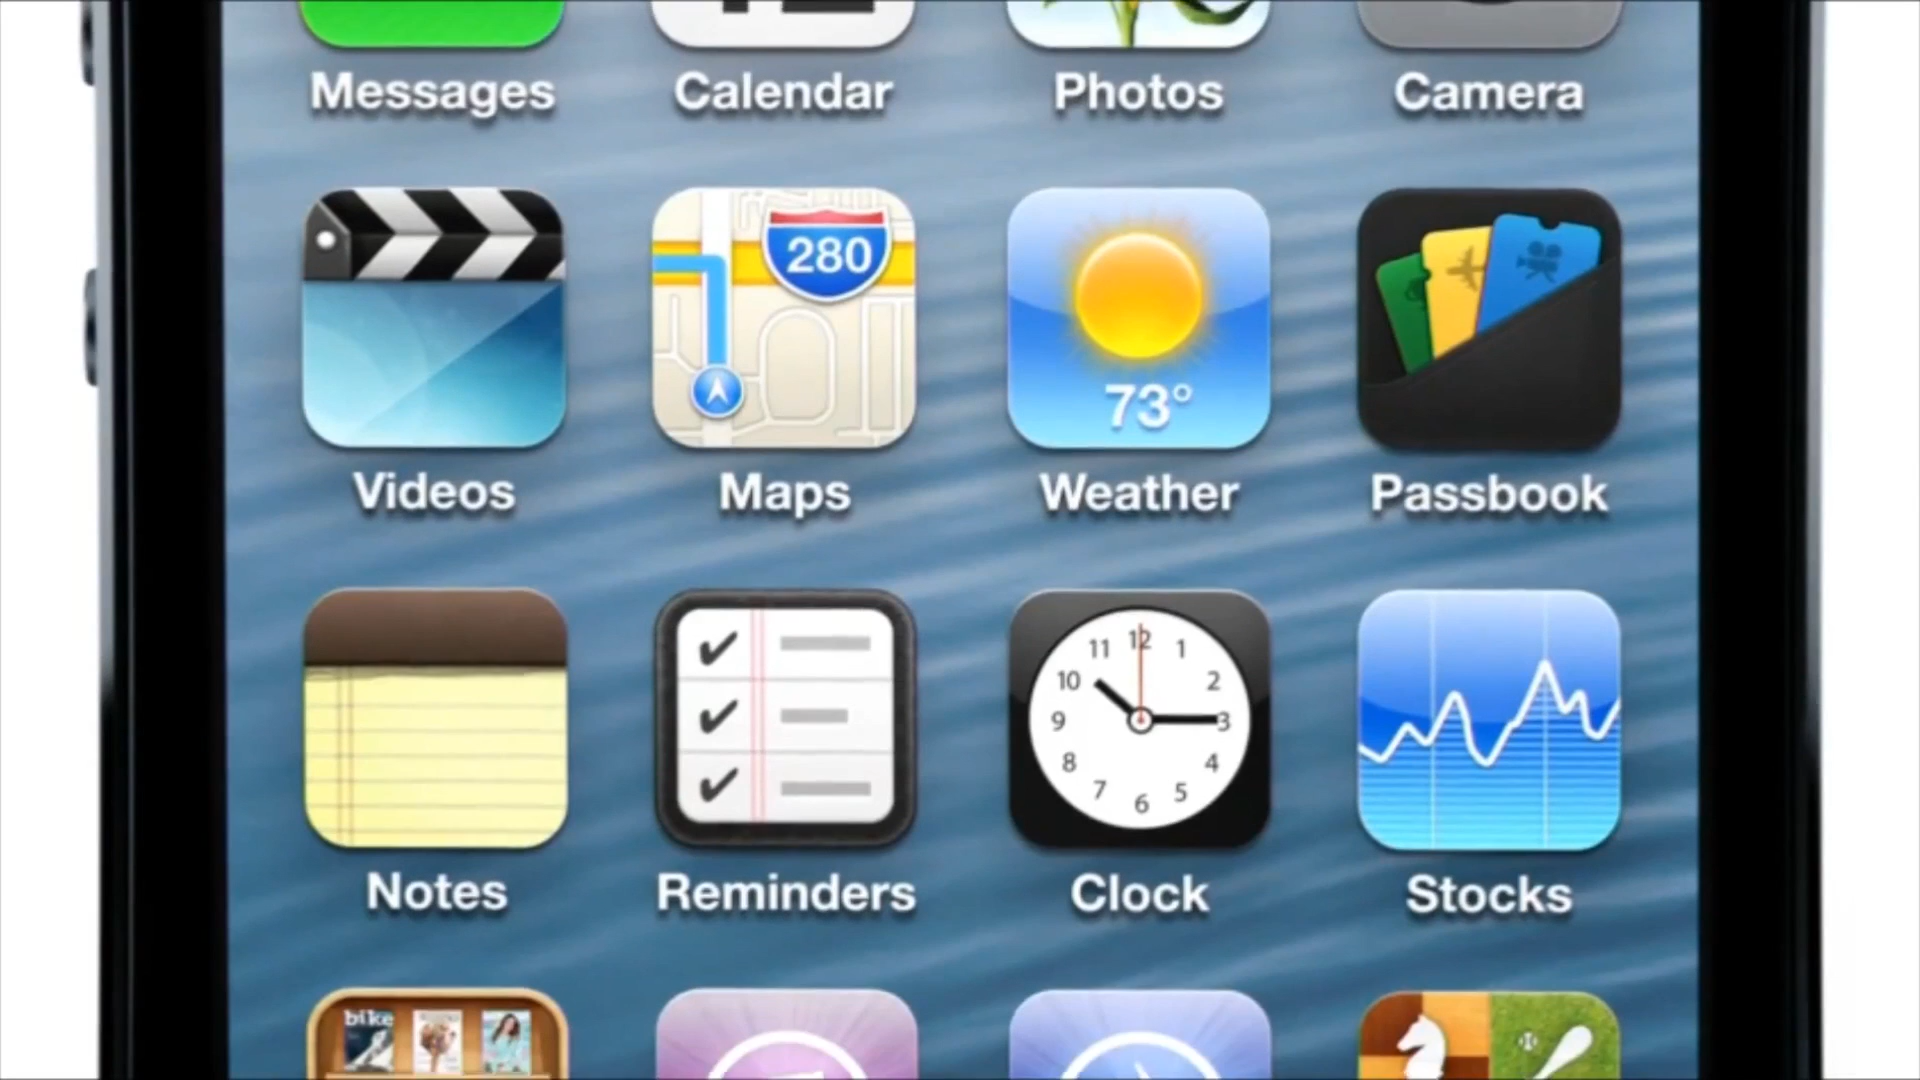 Messages Calendar Photos Camera
280
73°
Videos Maps Weather Passbook
11 12 1
10 2
9 3
8 4
7 6 5
Notes Reminders Clock Stocks
bike